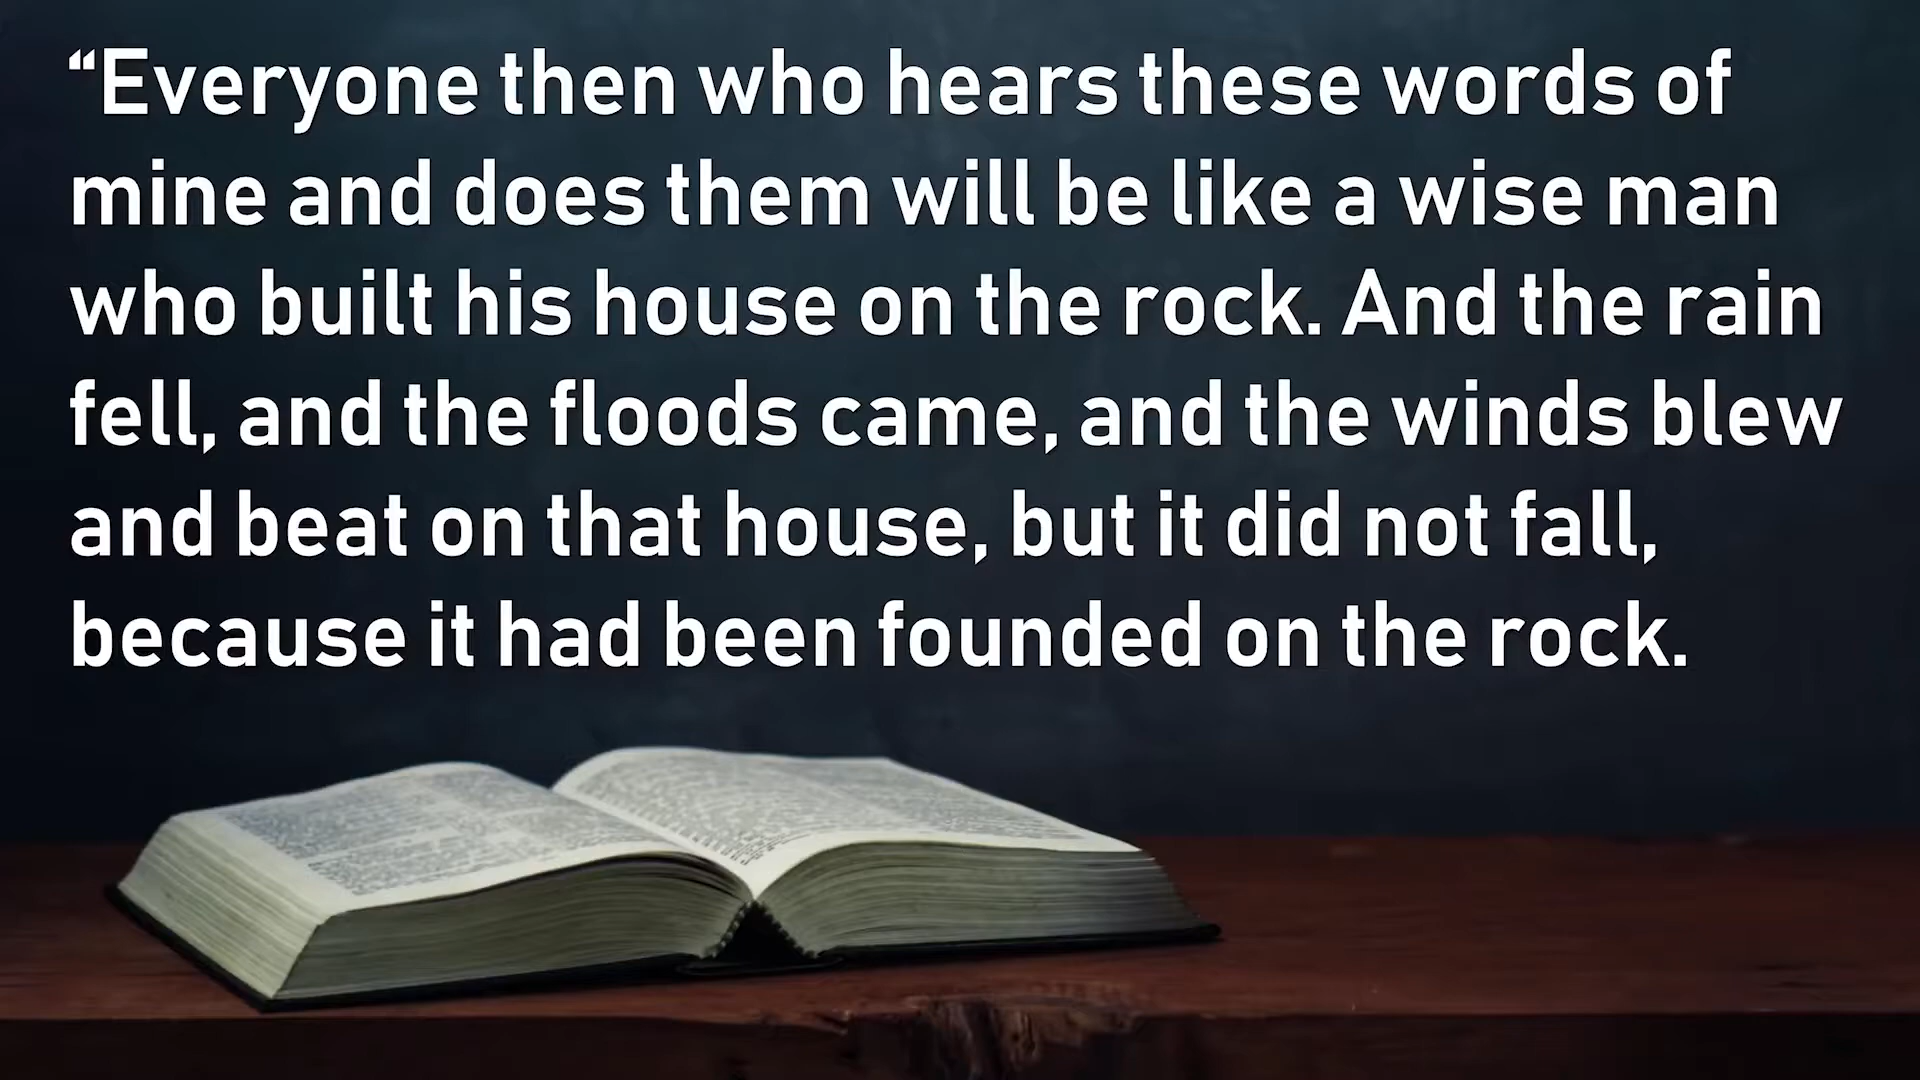 “Everyone then who hears these words of
mine and does them will be like a wise man
who built his house on the rock. And the rain
fell, and the floods came, and the winds blew
and beat on that house, but it did not fall,
because it had been founded on the rock.